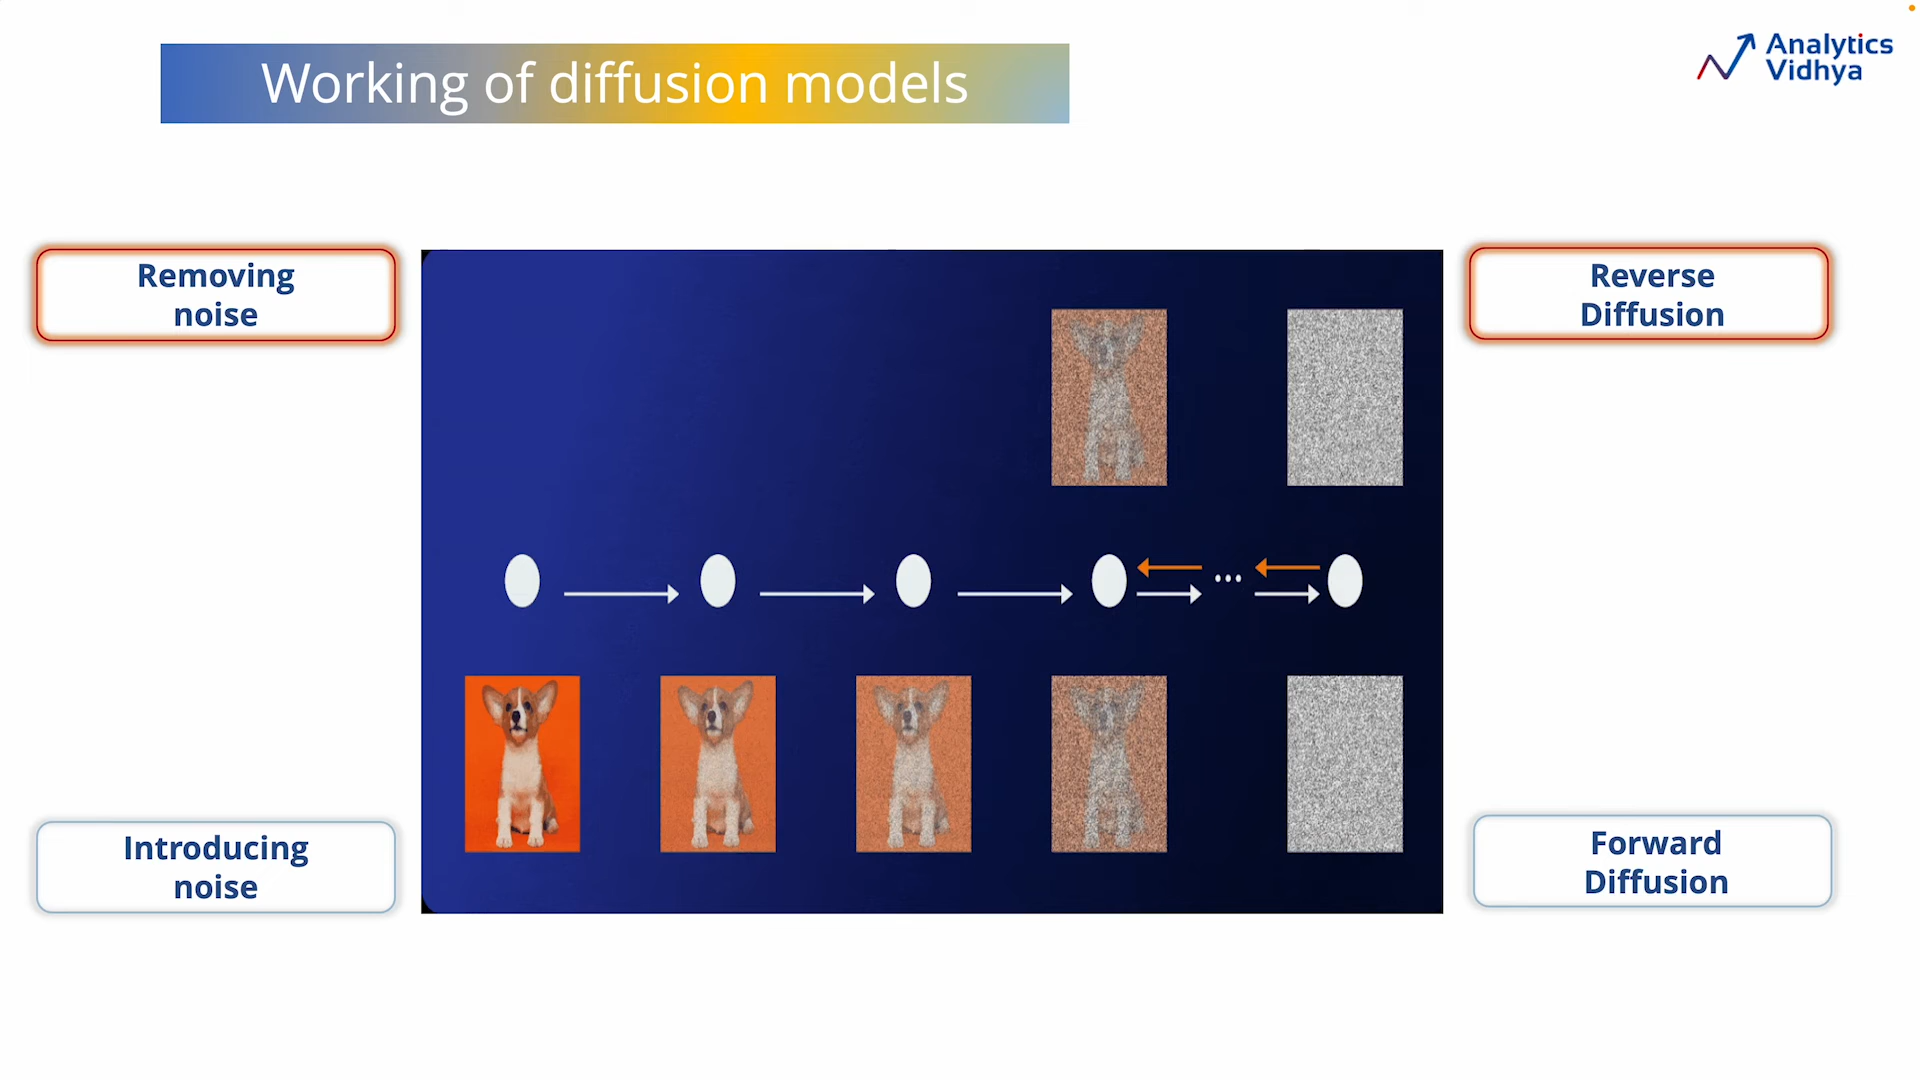 Working of diffusion models
Analytics
Vidhya
Removing
noise
Reverse
Diffusion
...
Introducing
noise
Forward
Diffusion